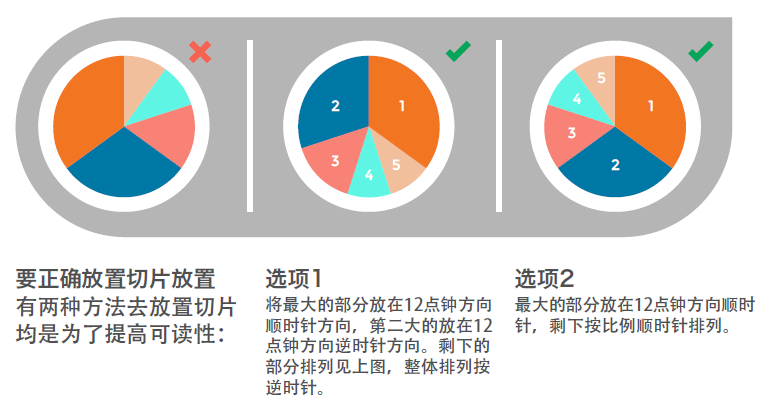 1
2
3
4
5
1
2
3
4
5
要正确放置切片放置
有两种方法去放置切片
均是为了提高可读性：
选项1
将最大的部分放在12点钟方向
顺时针方向，第二大的放在12
点钟方向逆时针方向。剩下的
部分排列见上图，整体排列按
逆时针。
选项2
最大的部分放在12点钟方向顺时
针，剩下按比例顺时针排列。